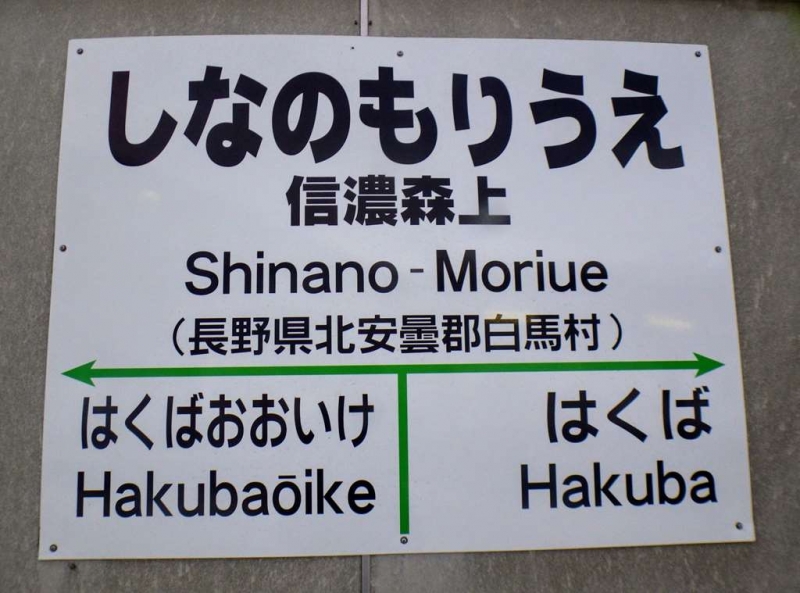 しなのもりうえ
信濃森上
Shinano-Moriue
（長野県北安曇郡白馬村）
はくばおおいけ はくば
Hakubaōike Hakuba